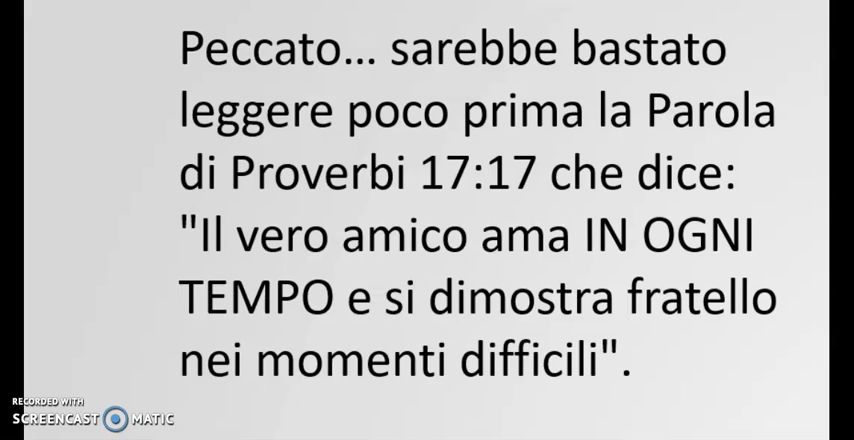 Peccato... sarebbe bastato
leggere poco prima la Parola
di Proverbi 17:17 che dice:
"Il vero amico ama IN OGNI
TEMPO e si dimostra fratello
nei momenti difficili".
RECORDED WITH
SCREENCAST MATIC